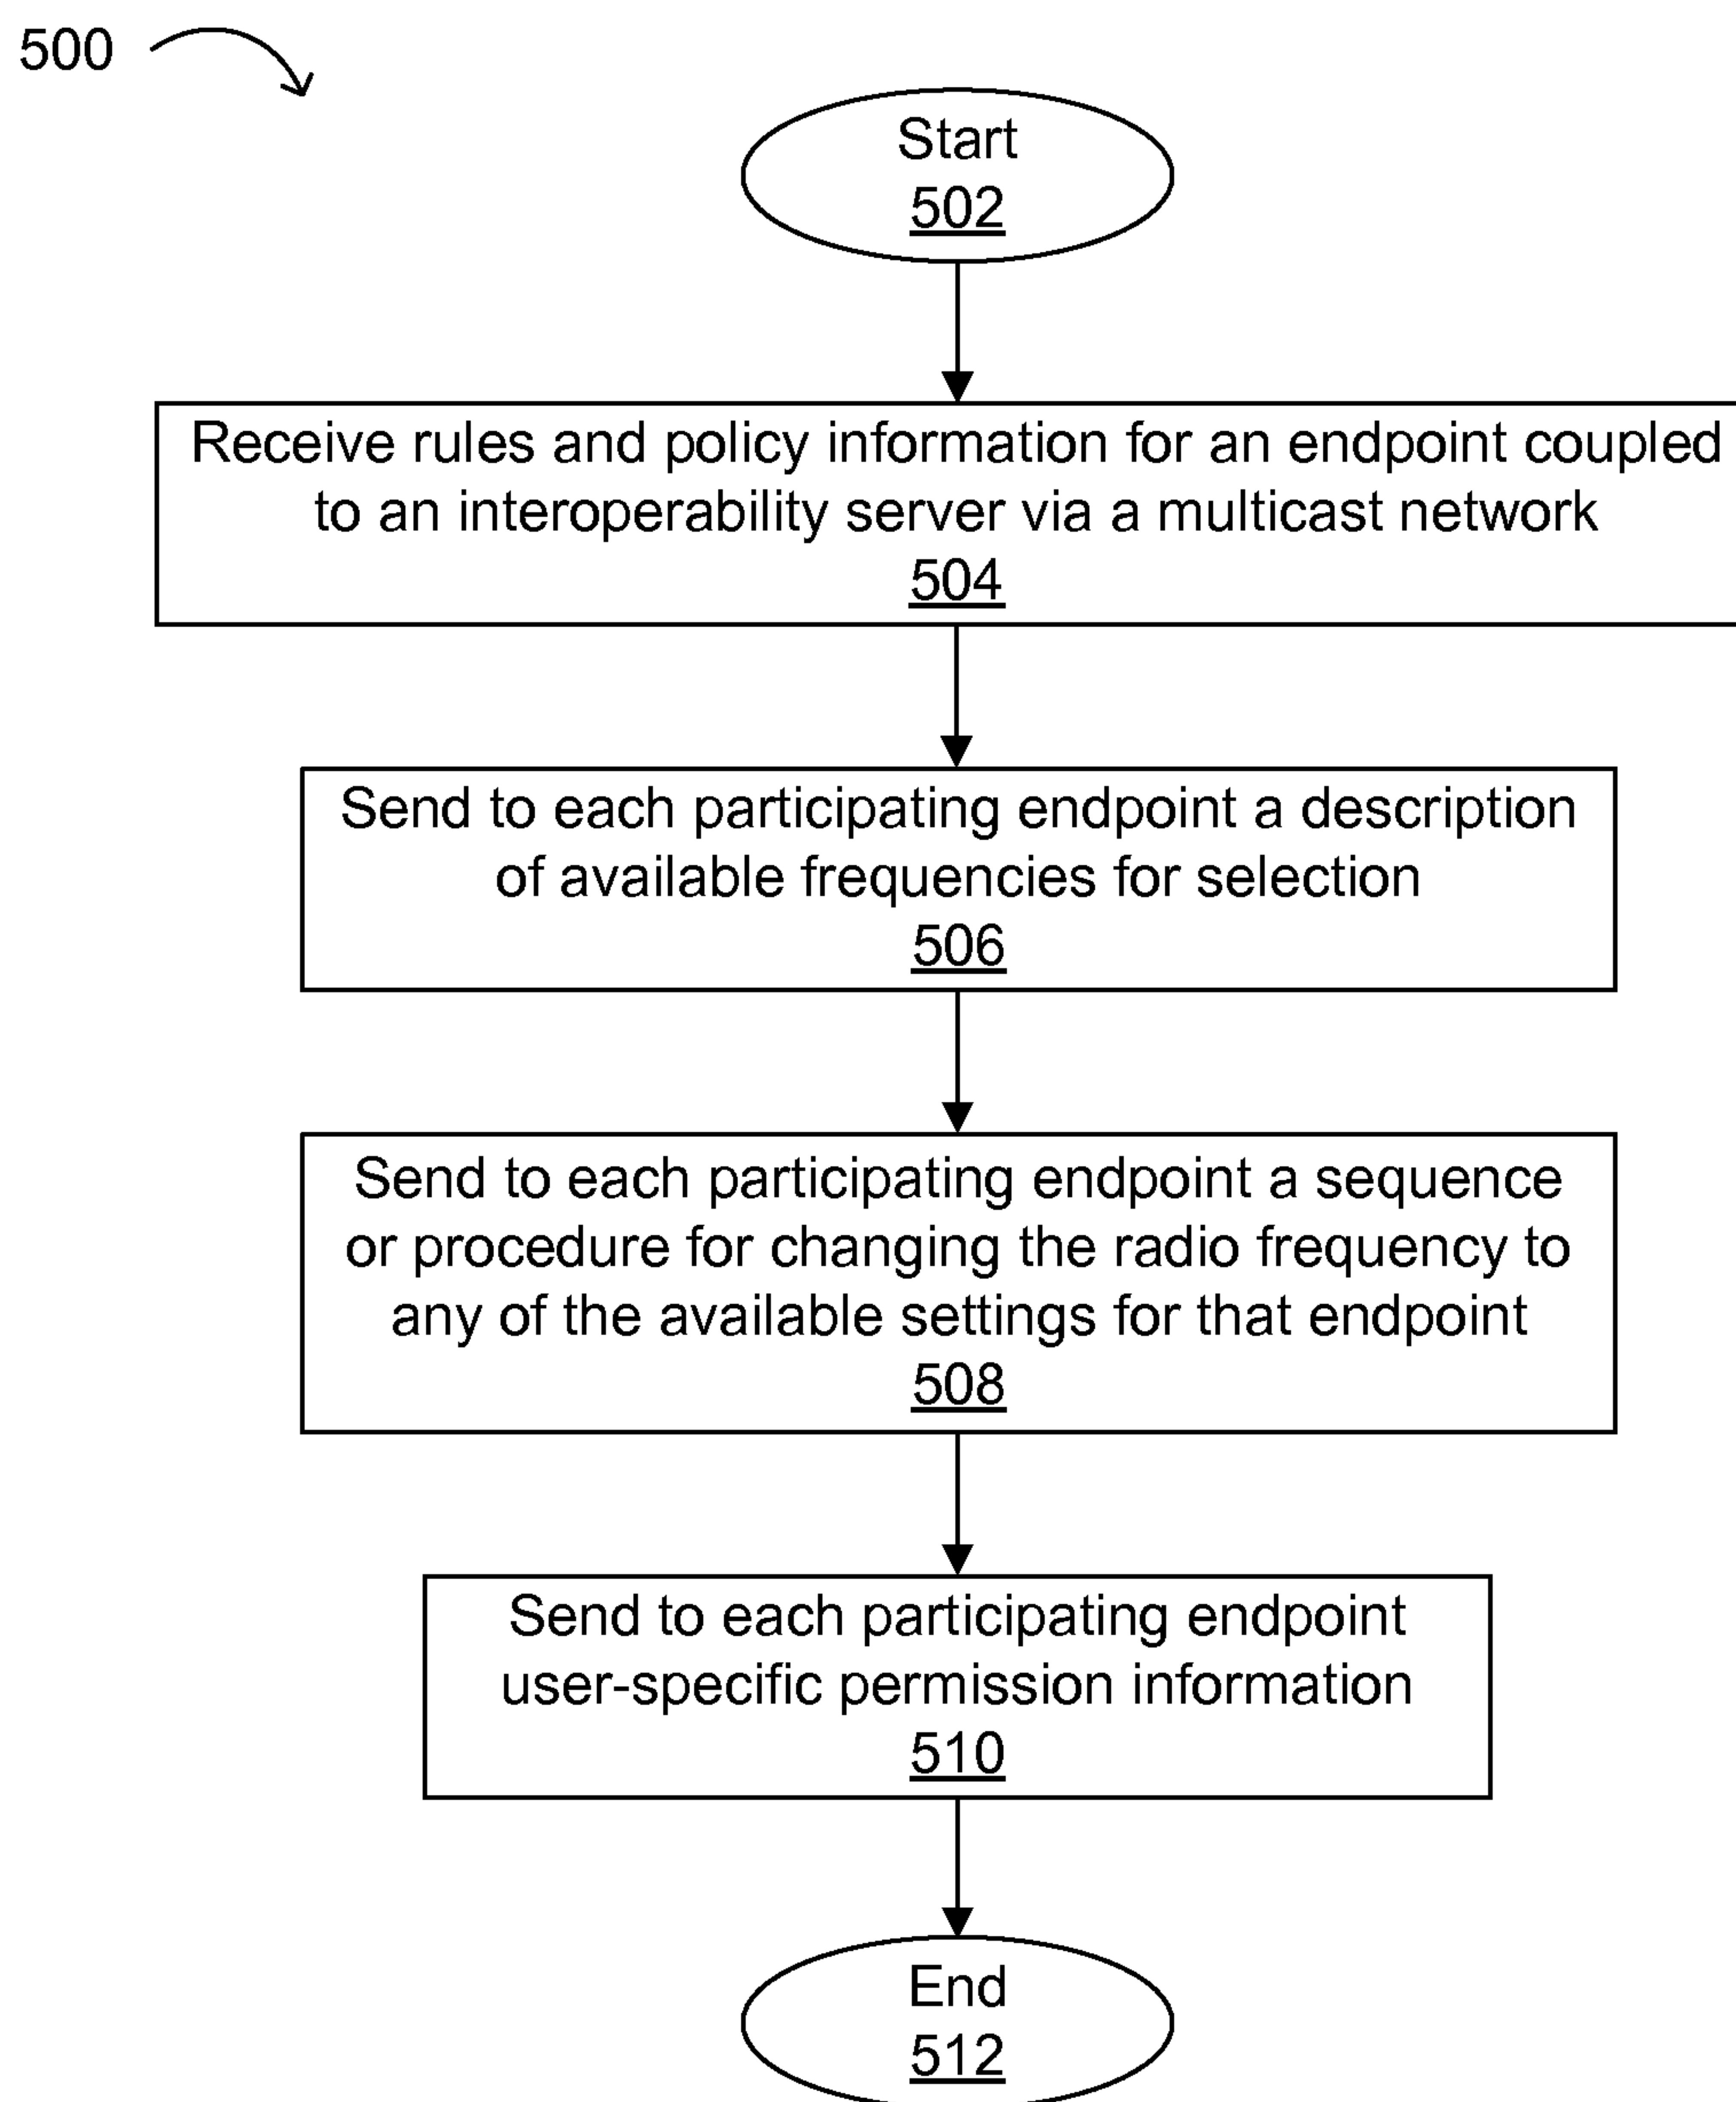 500
Start
502
Receive rules and policy information for an endpoint coupled
to an interoperability server via a multicast network
504
Send to each participating endpoint a description
of available frequencies for selection
506
Send to each participating endpoint a sequence
or procedure for changing the radio frequency to
any of the available settings for that endpoint
508
Send to each participating endpoint
user-specific permission information
510
End
512